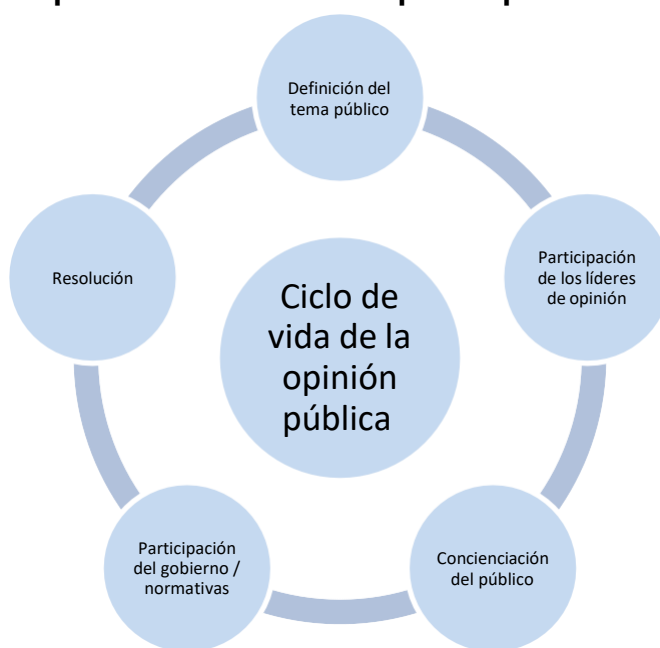 Definición del
tema público
Participación
de los líderes
de opinión
Concienciación
del público
Participación
del gobierno /
normativas
Resolución
Ciclo de
vida de la
opinión
pública